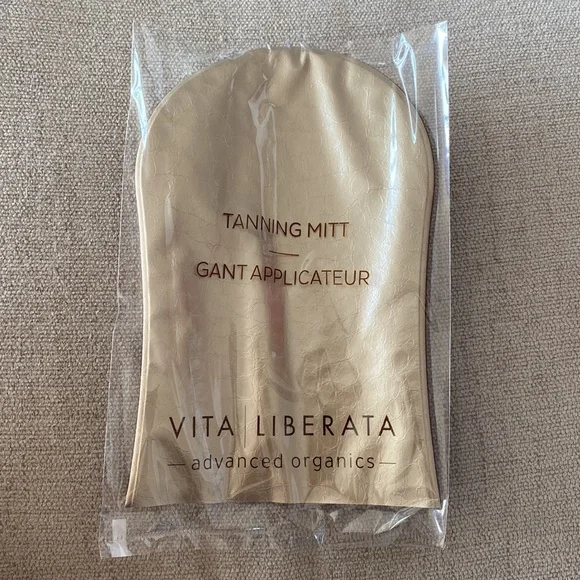 TANNING MITT
GANT APPLICATEUR
VITA LIBERATA
advanced organics